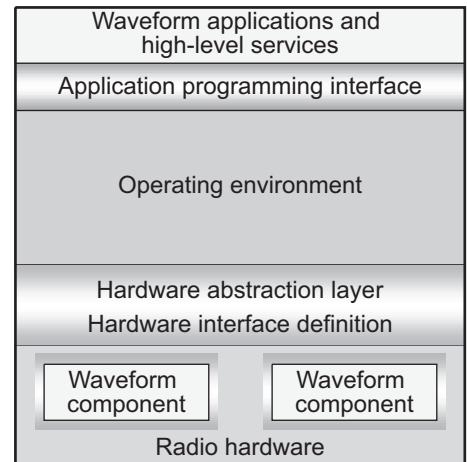 Waveform applications and
high-level services
Application programming interface
Operating environment
Hardware abstraction layer
Hardware interface definition
Waveform
component
Waveform
component
Radio hardware